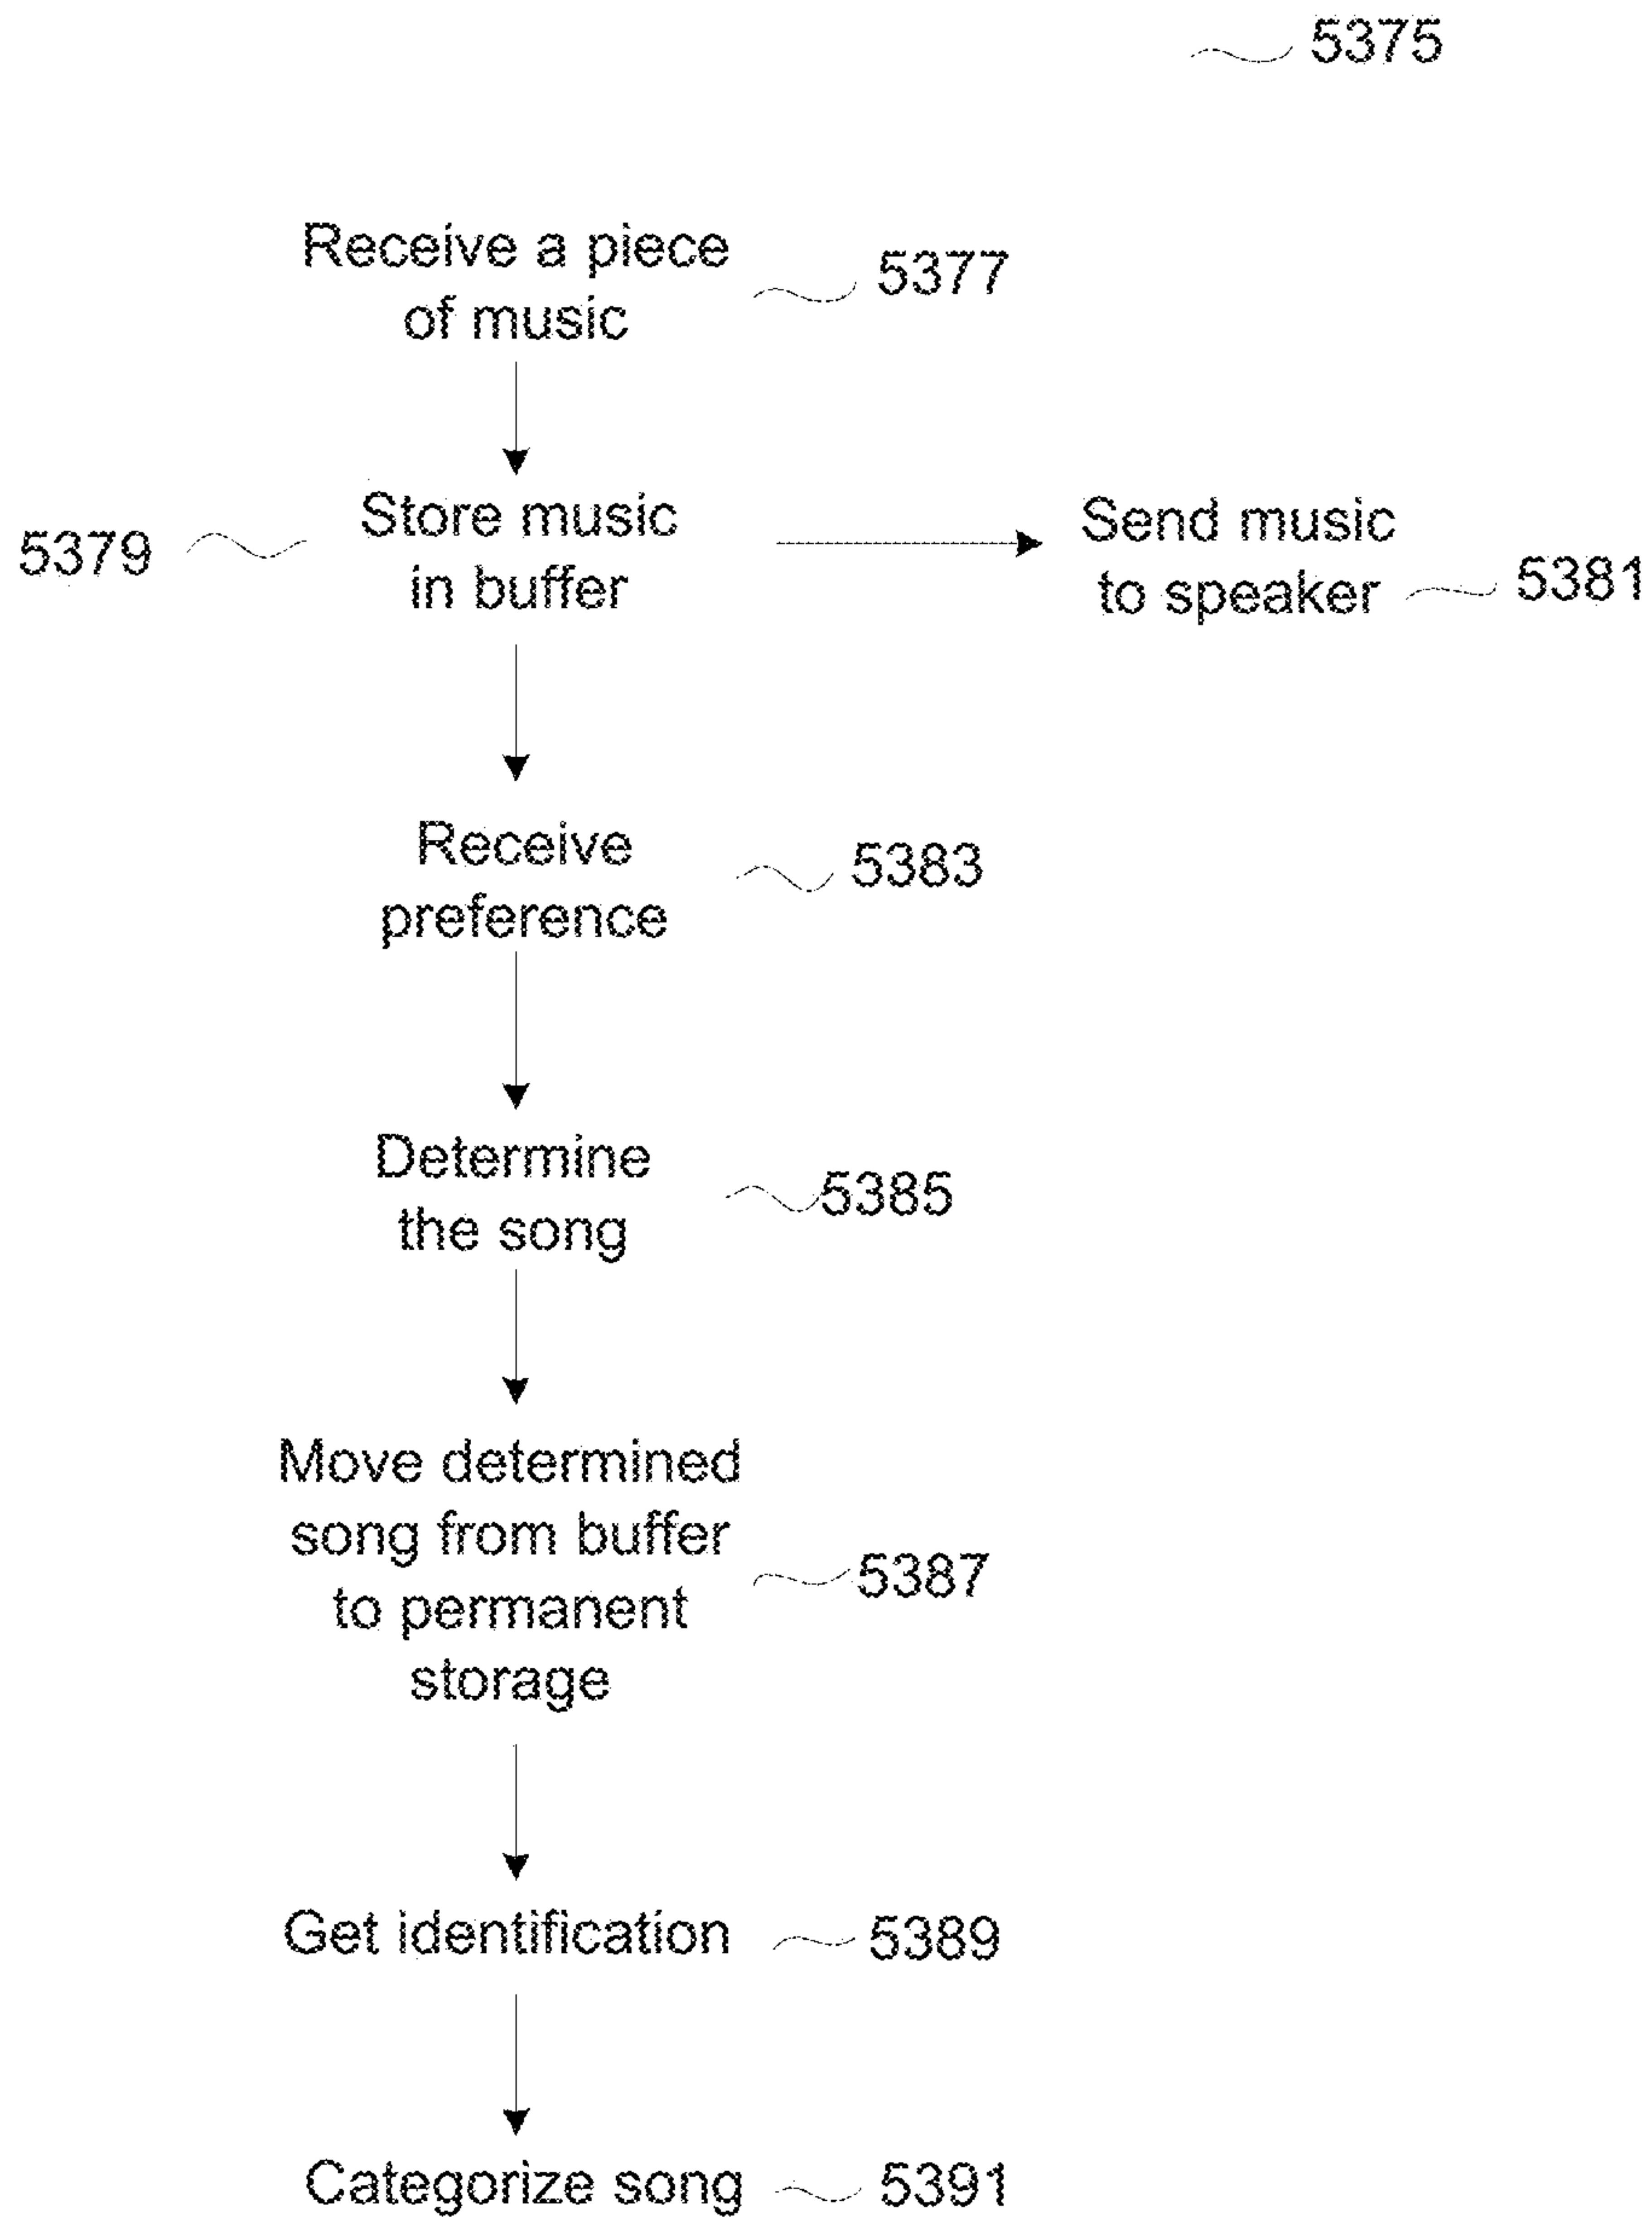 5375
Receive a piece
of music
5377
Store music
in buffer
5379
Send music
to speaker
5381
Receive
preference
5383
Determine
the song
5385
Move determined
song from buffer
to permanent
storage
5387
Get identification
5389
Categorize song
5391